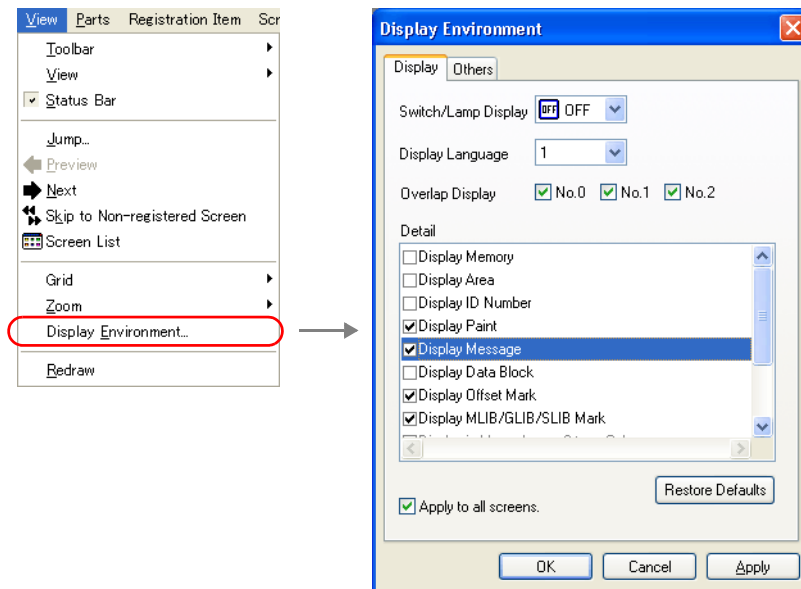 View Parts Registration Item Scr
Toolbar
View
Status Bar
Jump...
Preview
Next
Skip to Non-registered Screen
Screen List
Grid
Zoom
Display Environment...
Redraw
Display Environment
Display Others
Switch/Lamp Display OFF OFF
Display Language 1
Overlap Display No.0 No.1 No.2
Detail
Display Memory
Display Area
Display ID Number
Display Paint
Display Message
Display Data Block
Display Offset Mark
Display MLIB/GLIB/SLIB Mark
Apply to all screens.
Restore Defaults
OK Cancel Apply